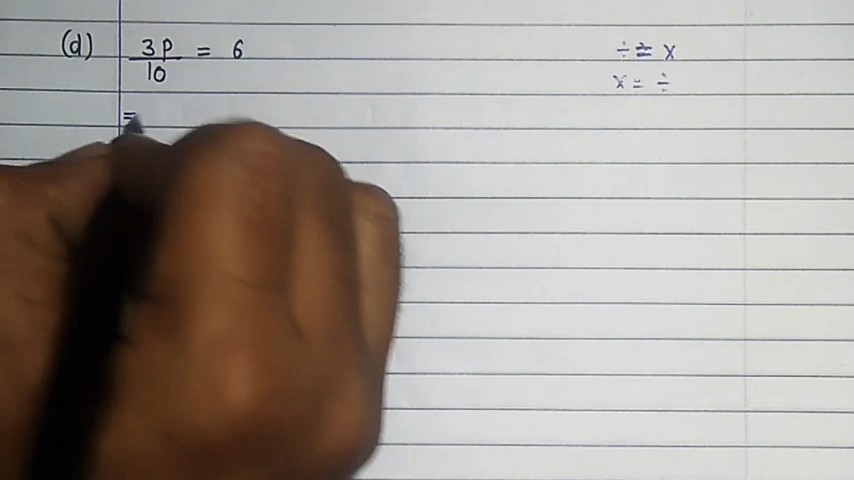 (d) 3p/10 = 6
÷ = x
x = ÷
=